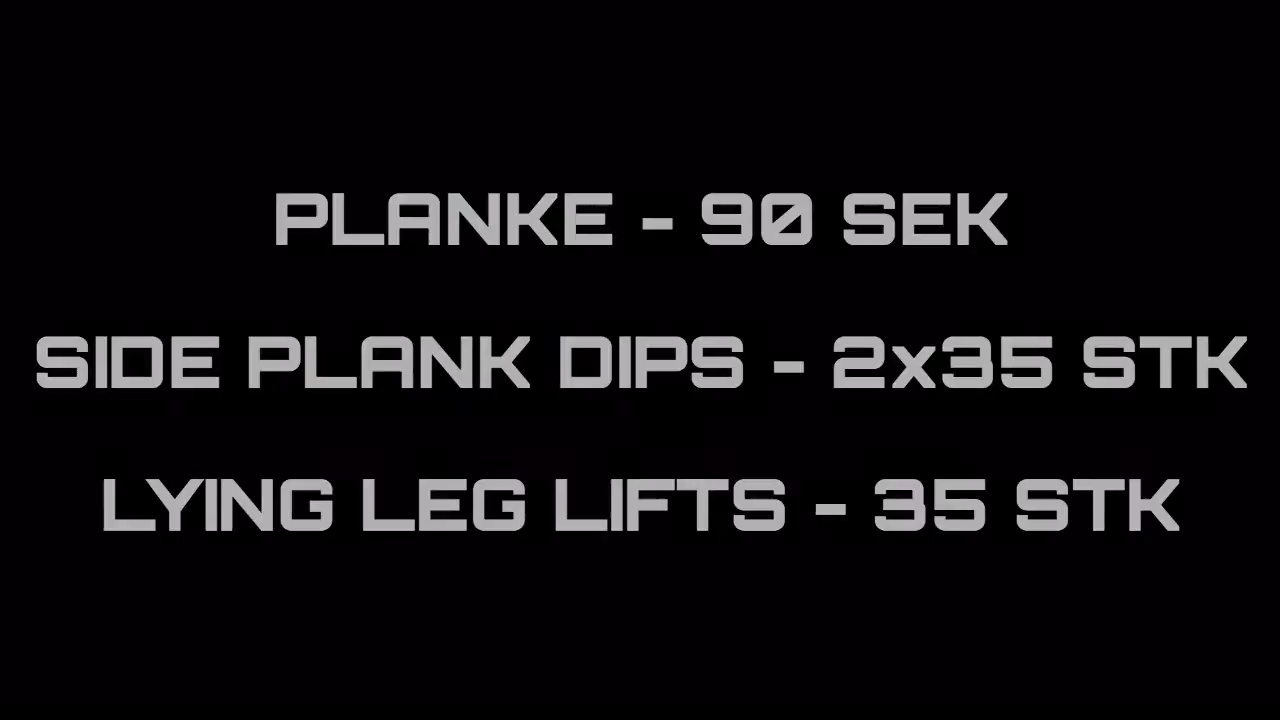 PLANKE - 90 SEK
SIDE PLANK DIPS - 2x35 STK
LYING LEG LIFTS - 35 STK